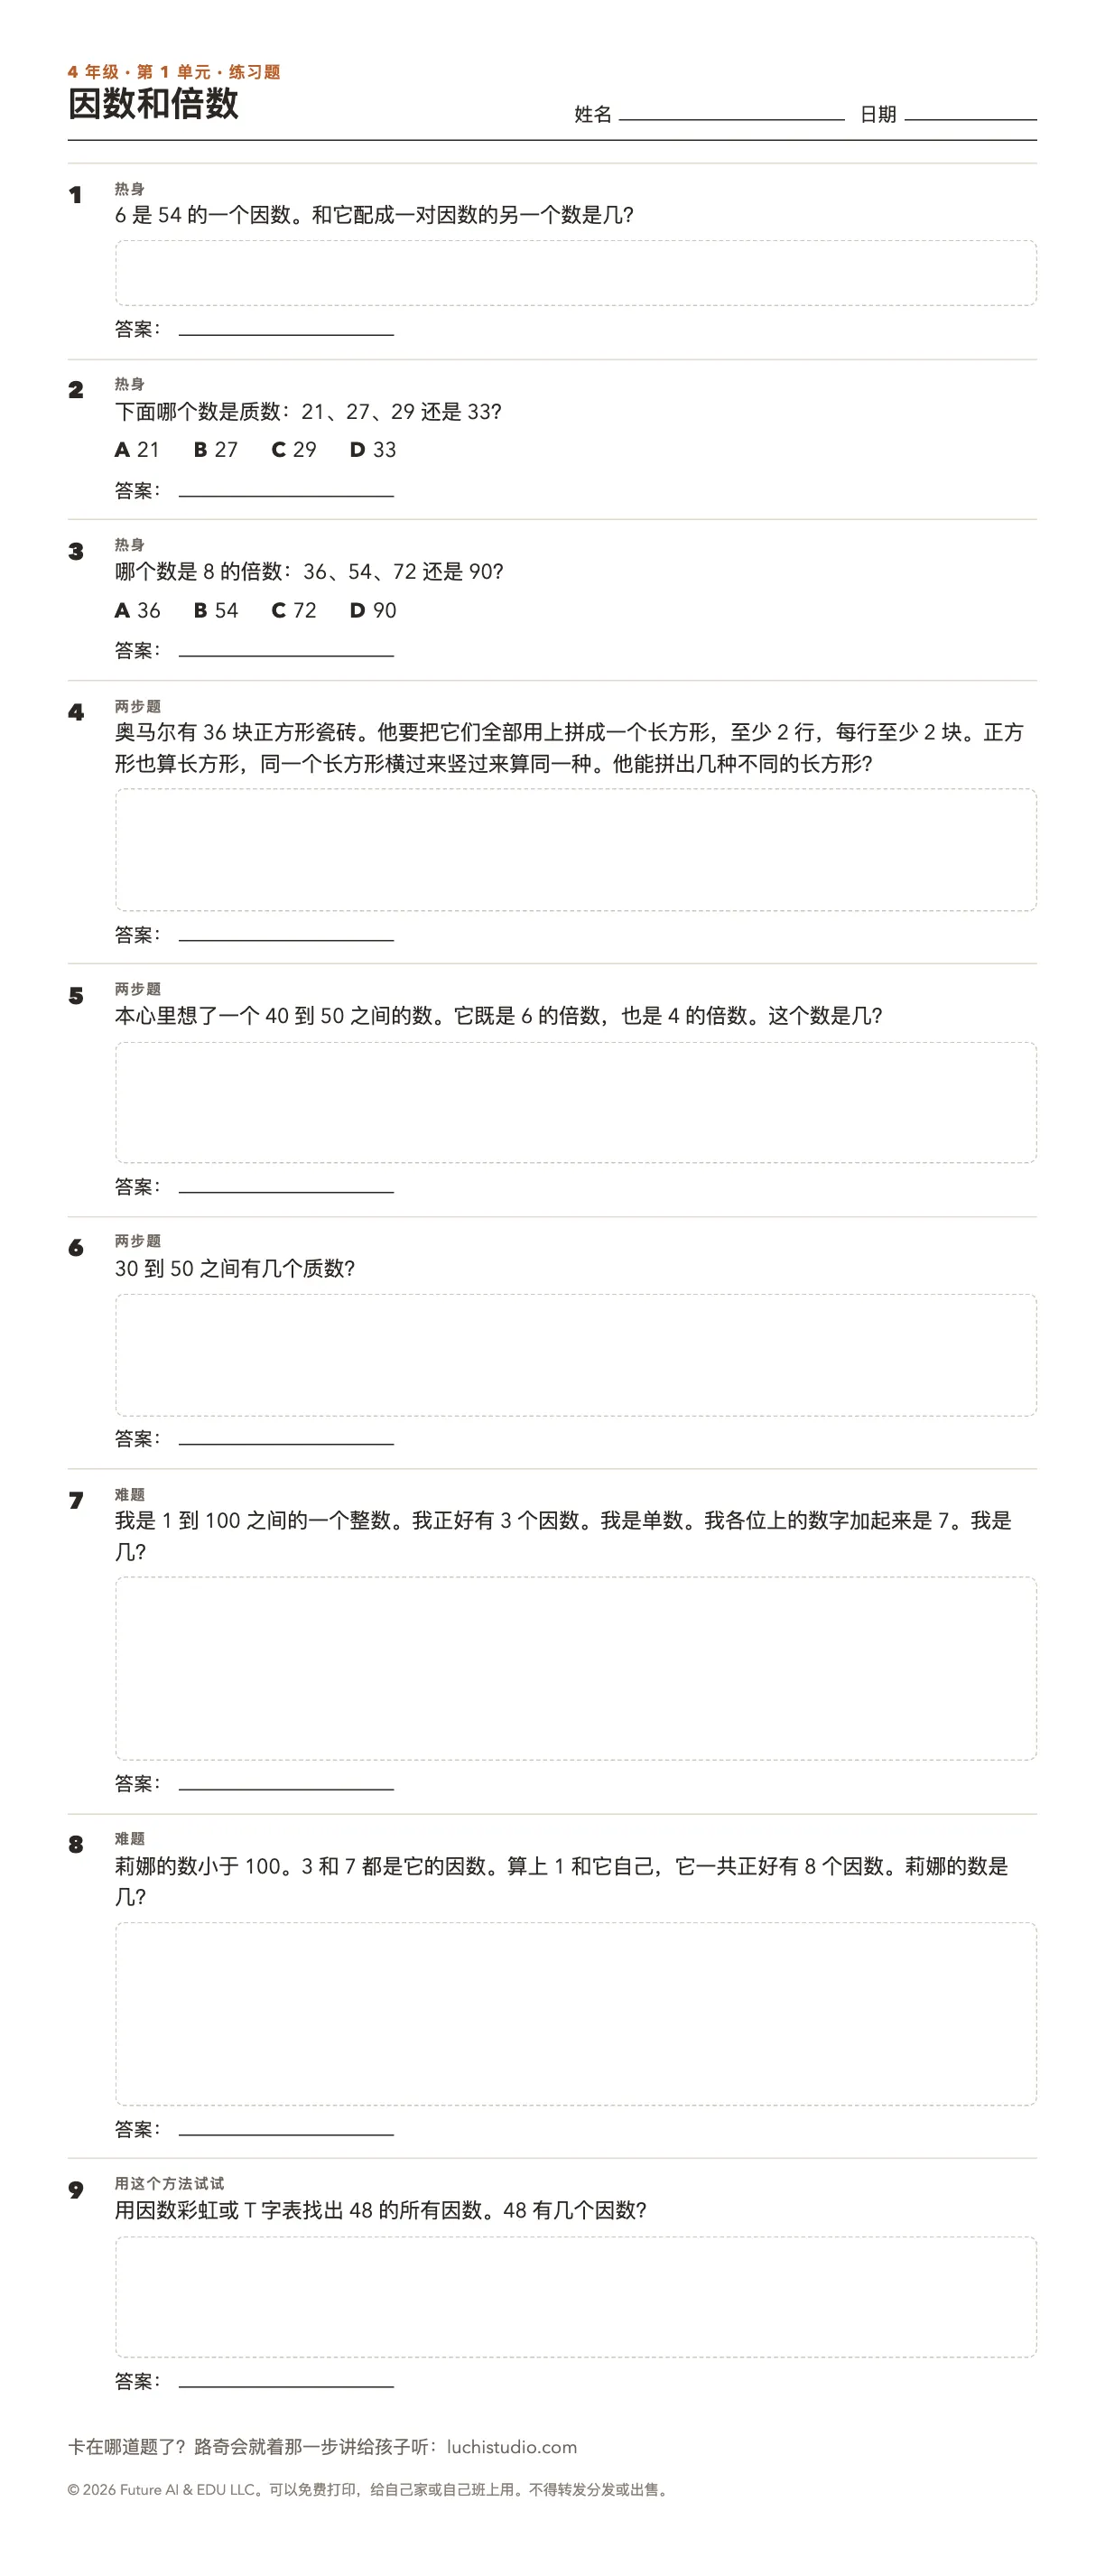 4 年级 · 第 1 单元 · 练习题
因数和倍数
姓名 日期
1
热身
6 是 54 的一个因数。和它配成一对因数的另一个数是几?
答案:
2
热身
下面哪个数是质数: 21、27、29 还是 33?
A 21 B 27 C 29 D 33
答案:
3
热身
哪个数是 8 的倍数: 36、54、72 还是 90?
A 36 B 54 C 72 D 90
答案:
4
两步题
奥马尔有 36 块正方形瓷砖。他要把它们全部用上拼成一个长方形，至少 2 行，每行至少 2 块。正方
形也算长方形，同一个长方形横过来竖过来算同一种。他能拼出几种不同的长方形?
答案:
5
两步题
本心里想了一个 40 到 50 之间的数。它既是 6 的倍数，也是 4 的倍数。这个数是几?
答案:
6
两步题
30 到 50 之间有几个质数?
答案:
7
难题
我是 1 到 100 之间的一个整数。我正好有 3 个因数。我是单数。我各位上的数字加起来是 7。我是
几?
答案:
8
难题
莉娜的数小于 100。3 和 7 都是它的因数。算上 1 和它自己，它一共正好有 8 个因数。莉娜的数是
几?
答案:
9
用这个方法试试
用因数彩虹或 T 字表找出 48 的所有因数。48 有几个因数?
答案:
卡在哪道题了? 路奇会就着那一步讲给孩子听: luchistudio.com
© 2026 Future AI & EDU LLC。可以免费打印，给自己家或自己班上用。不得转发分发或出售。